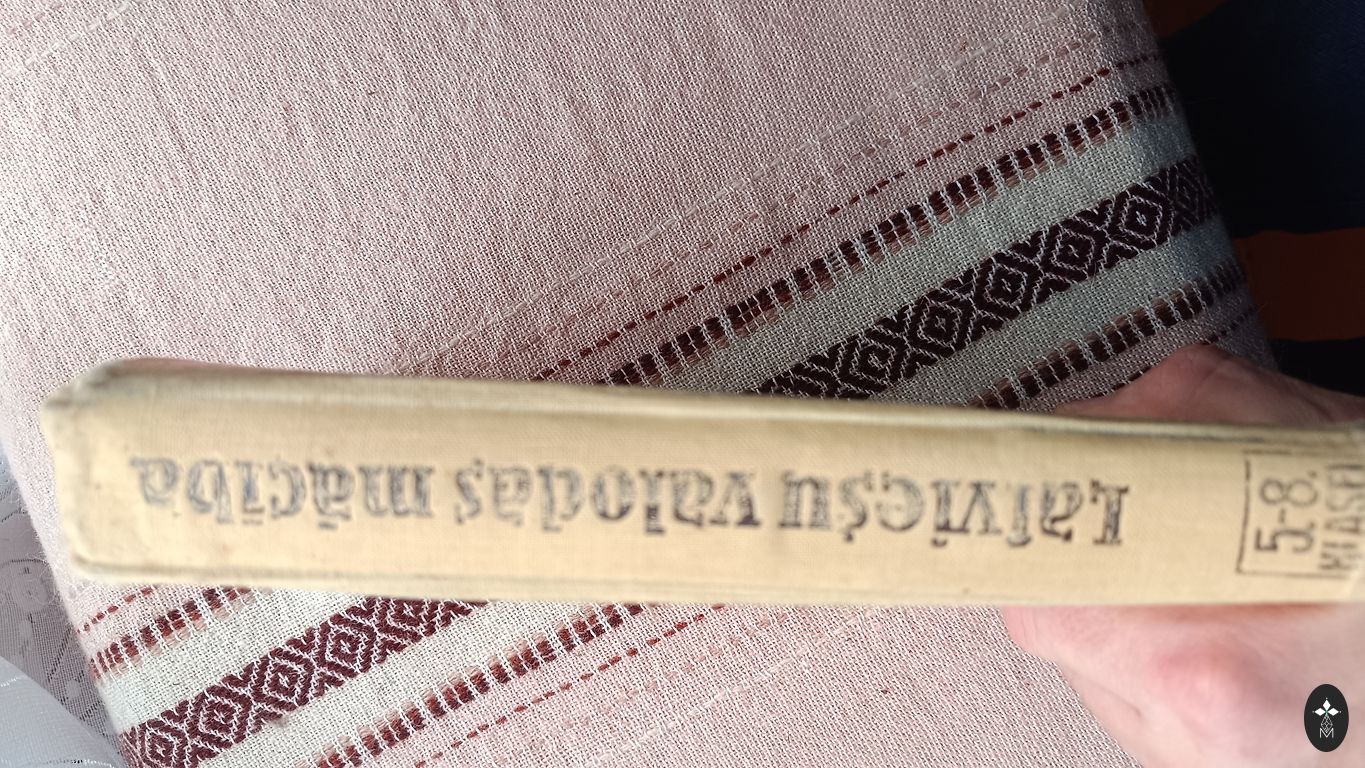 Latviešu valodas mācība
5.-8.
KLASEI